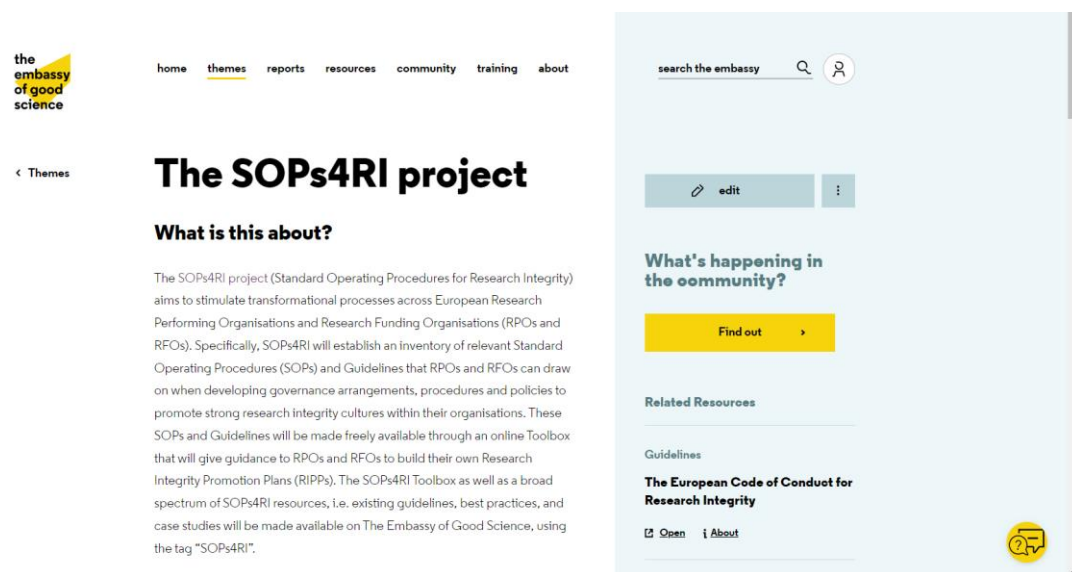 the
embassy
of good
science
home themes reports resources community training about
search the embassy
< Themes
The SOPs4RI project
What is this about?
The SOPs4RI project (Standard Operating Procedures for Research Integrity)
aims to stimulate transformational processes across European Research
Performing Organisations and Research Funding Organisations (RPOs and
RFOs). Specifically, SOPs4RI will establish an inventory of relevant Standard
Operating Procedures (SOPs) and Guidelines that RPOs and RFOs can draw
on when developing governance arrangements, procedures and policies to
promote strong research integrity cultures within their organisations. These
SOPs and Guidelines will be made freely available through an online Toolbox
that will give guidance to RPOs and RFOs to build their own Research
Integrity Promotion Plans (RIPPs). The SOPs4RI Toolbox as well as a broad
spectrum of SOPs4RI resources, i.e. existing guidelines, best practices, and
case studies will be made available on The Embassy of Good Science, using
the tag “SOPs4RI”.
edit
What's happening in
the community?
Find out >
Related Resources
Guidelines
The European Code of Conduct for
Research Integrity
Open i About